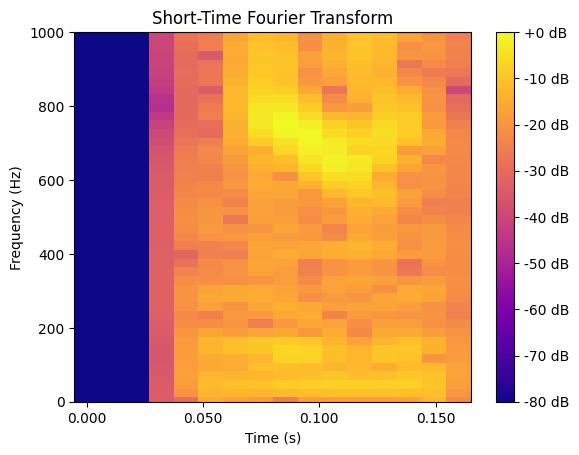 Short-Time Fourier Transform
1000
800
600
400
200
0
Frequency (Hz)
0.000
0.050
0.100
0.150
Time (s)
+0 dB
-10 dB
-20 dB
-30 dB
-40 dB
-50 dB
-60 dB
-70 dB
-80 dB